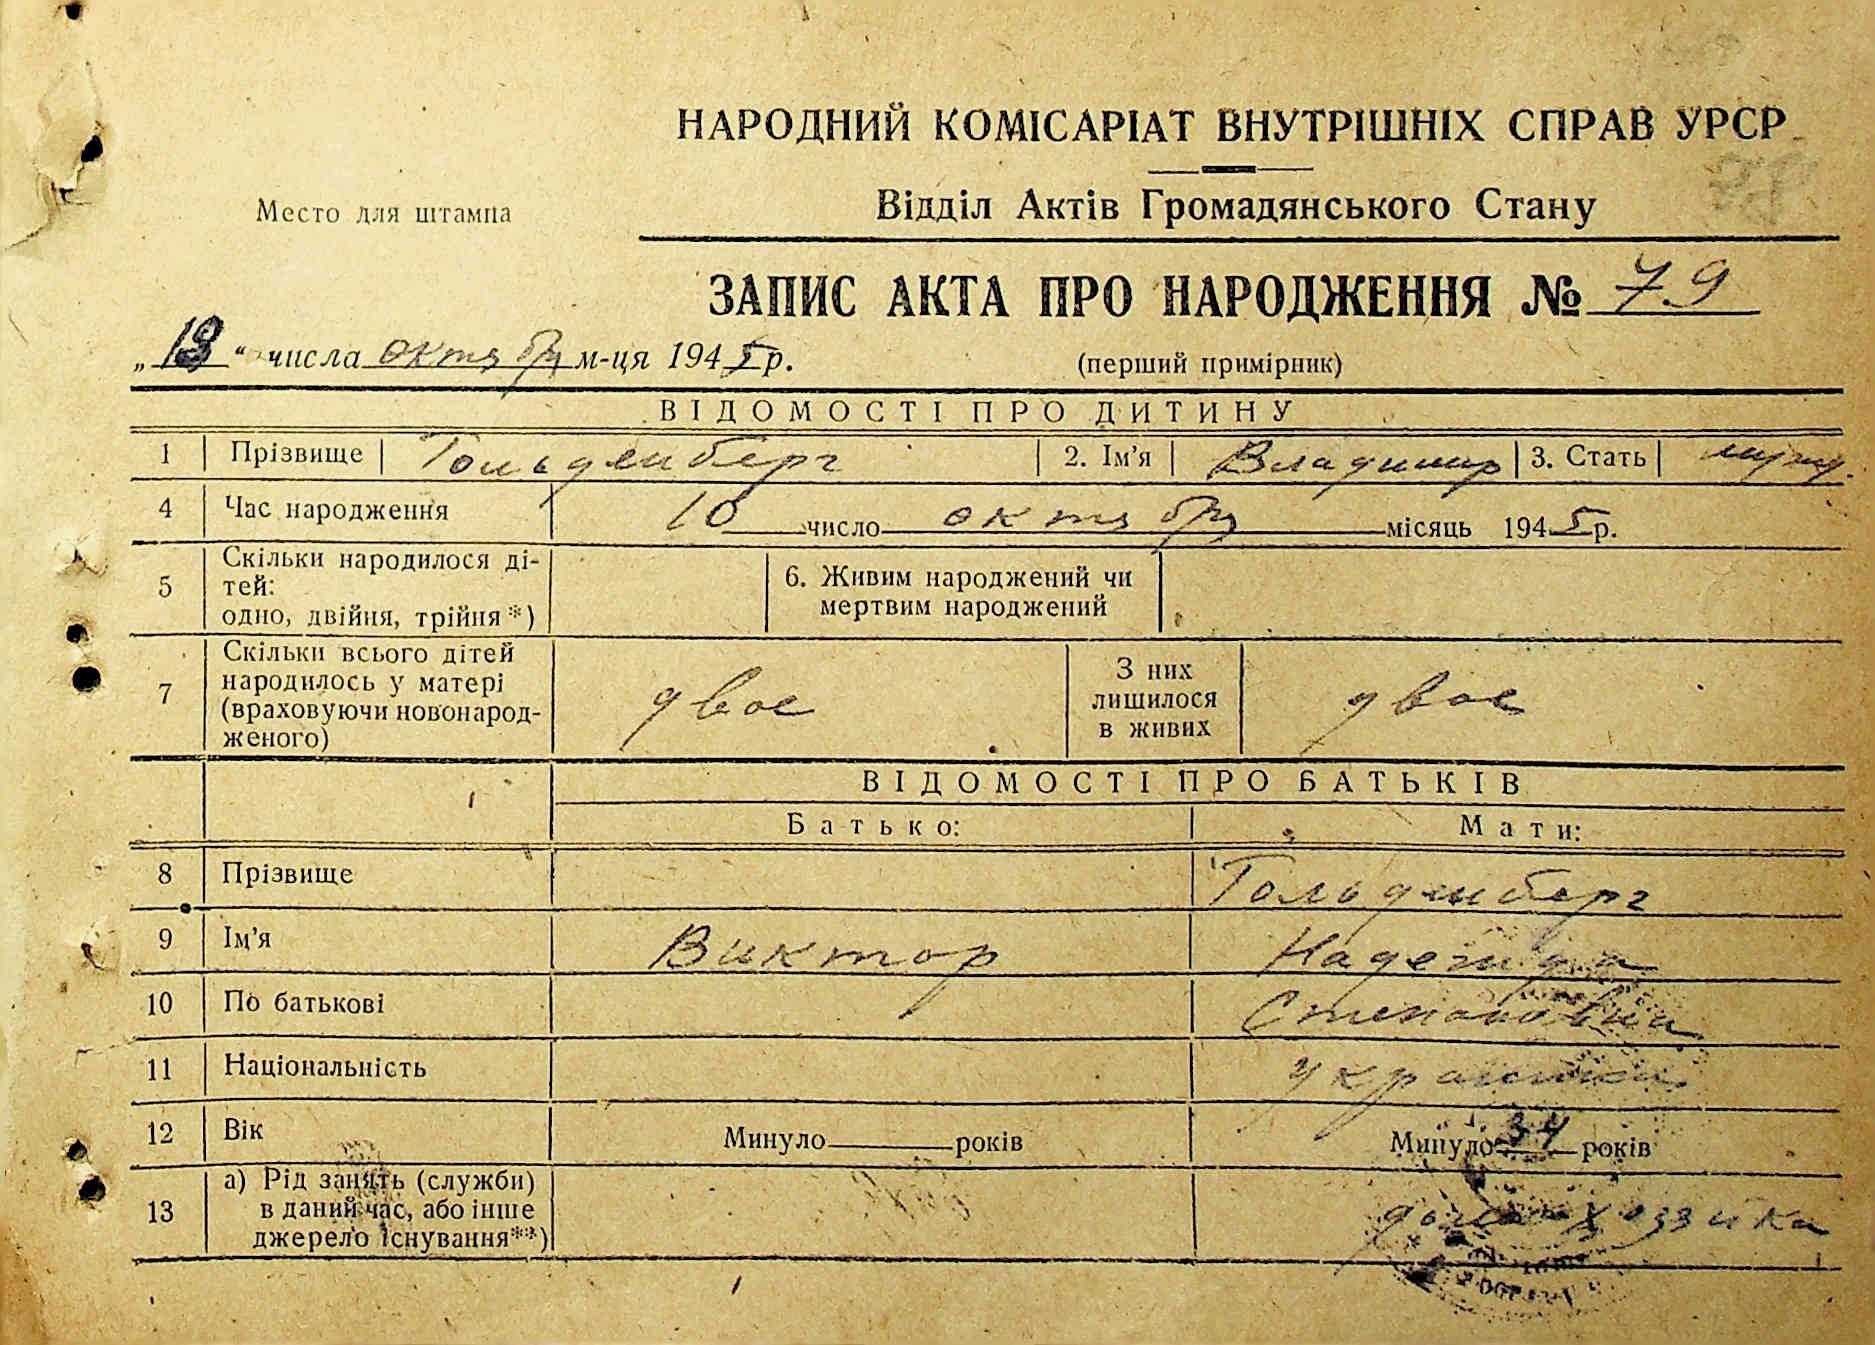 НАРОДНИЙ КОМІСАРІАТ ВНУТРІШНІХ СПРАВ УРСР
Место для штампа
Відділ Актів Громадянського Стану
ЗАПИС АКТА ПРО НАРОДЖЕННЯ № 79
„ “ числа октября м-ця 1945 р.
(перший примірник)
ВІДОМОСТІ ПРО ДИТИНУ
1 Прізвище Гольденберг 2. Ім’я Владимир 3. Стать муж.
4 Час народження 10 число октября місяць 1945 р.
5 Скільки народилося ді-
тей:
одно, двійня, трійня*)
6. Живим народжений чи
мертвим народжений
7 Скільки всього дітей
народилось у матері
(враховуючи новонарод-
женого)
двое
З них
лишилося
в живих
двое
ВІДОМОСТІ ПРО БАТЬКІВ
Батько: Мати:
8 Прізвище Гольденберг
9 Ім’я Виктор Надежда
10 По батькові Степановна
11 Національність украинка
12 Вік Минуло років Минуло 34 років
13 а) Рід занять (служби)
в даний час, або інше
джерело існування**)
домохозяйка